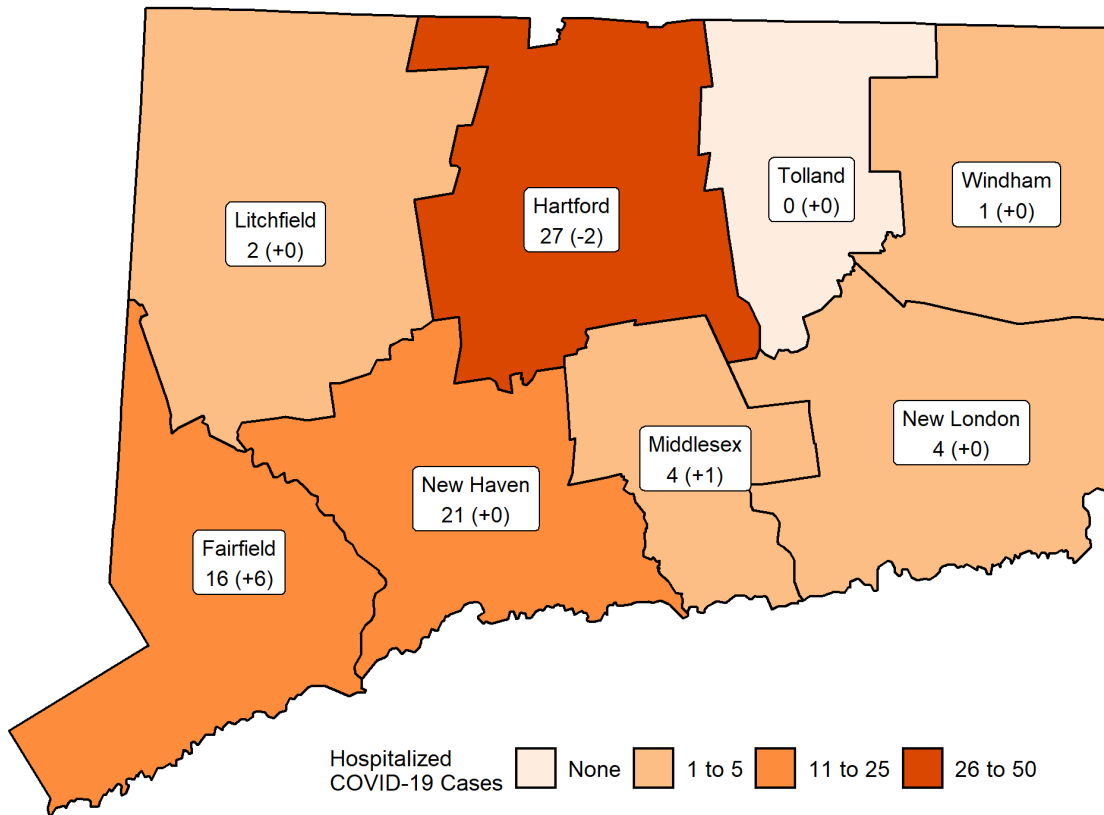 Tolland
0 (+0)
Windham
1 (+0)
Litchfield
2 (+0)
Hartford
27 (-2)
New London
4 (+0)
Middlesex
4 (+1)
New Haven
21 (+0)
Fairfield
16 (+6)
Hospitalized
COVID-19 Cases
None
1 to 5
11 to 25
26 to 50